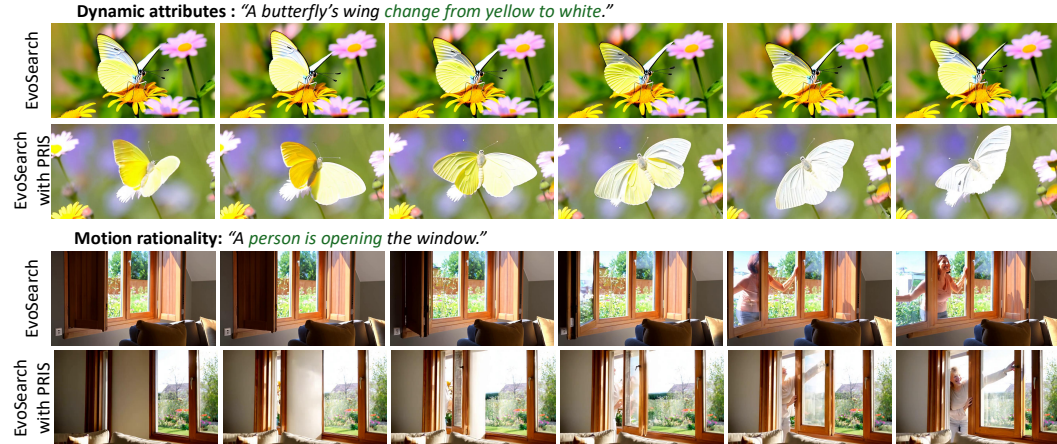 Dynamic attributes : “A butterfly’s wing change from yellow to white.”
EvoSearch
EvoSearch
with PRIS
Motion rationality: “A person is opening the window.”
EvoSearch
EvoSearch
with PRIS